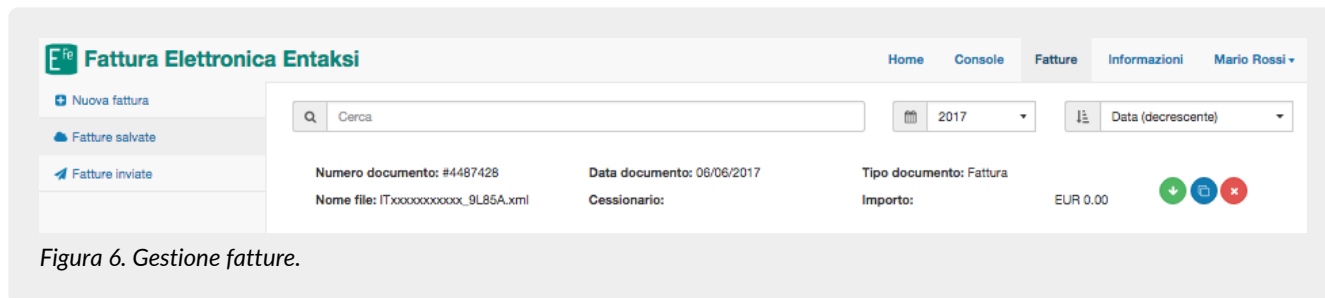 Efe Fattura Elettronica Entaksi
Home Console Fatture Informazioni Mario Rossi
Nuova fattura
Fatture salvate
Fatture inviate
Cerca 2017 Data (decrescente)
Numero documento: #4487428 Data documento: 06/06/2017 Tipo documento: Fattura
Nome file: ITxxxxxxxxxxx_9L85A.xml Cessionario: Importo: EUR 0.00
Figura 6. Gestione fatture.